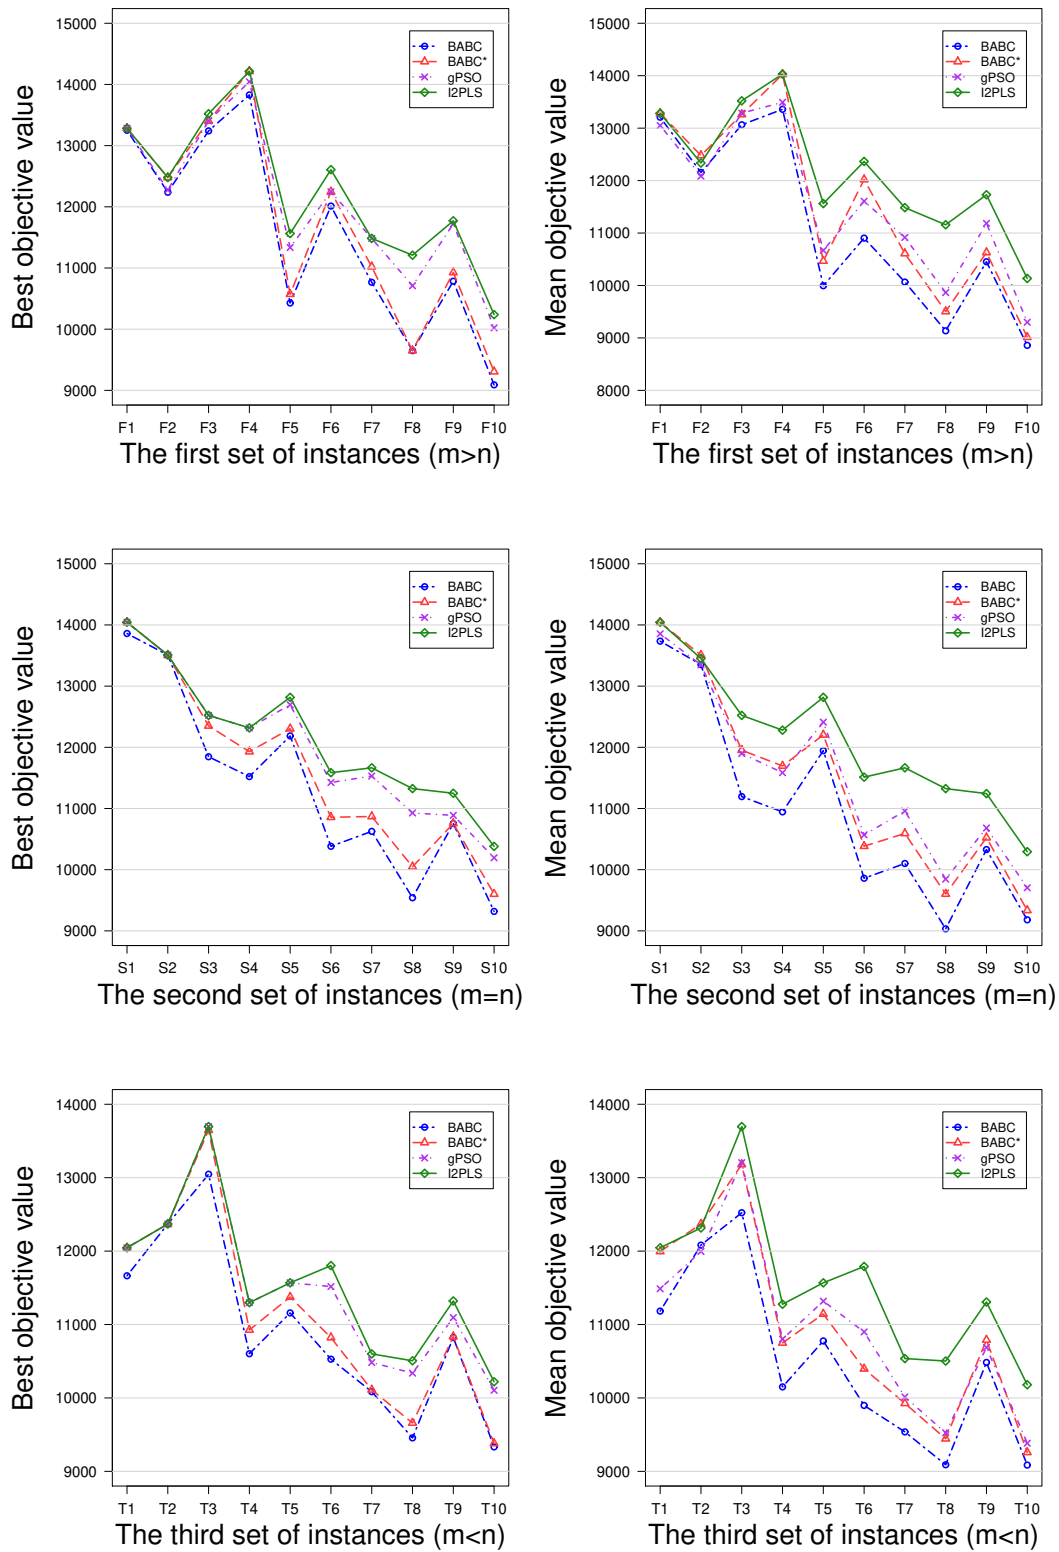 Best objective value
15000
14000
13000
12000
11000
10000
9000
BABC
BABC*
gPSO
I2PLS
F1 F2 F3 F4 F5 F6 F7 F8 F9 F10
The first set of instances (m>n)
Mean objective value
15000
14000
13000
12000
11000
10000
9000
8000
BABC
BABC*
gPSO
I2PLS
F1 F2 F3 F4 F5 F6 F7 F8 F9 F10
The first set of instances (m>n)
Best objective value
15000
14000
13000
12000
11000
10000
9000
BABC
BABC*
gPSO
I2PLS
S1 S2 S3 S4 S5 S6 S7 S8 S9 S10
The second set of instances (m=n)
Mean objective value
15000
14000
13000
12000
11000
10000
9000
BABC
BABC*
gPSO
I2PLS
S1 S2 S3 S4 S5 S6 S7 S8 S9 S10
The second set of instances (m=n)
Best objective value
14000
13000
12000
11000
10000
9000
BABC
BABC*
gPSO
I2PLS
T1 T2 T3 T4 T5 T6 T7 T8 T9 T10
The third set of instances (m<n)
Mean objective value
14000
13000
12000
11000
10000
9000
BABC
BABC*
gPSO
I2PLS
T1 T2 T3 T4 T5 T6 T7 T8 T9 T10
The third set of instances (m<n)